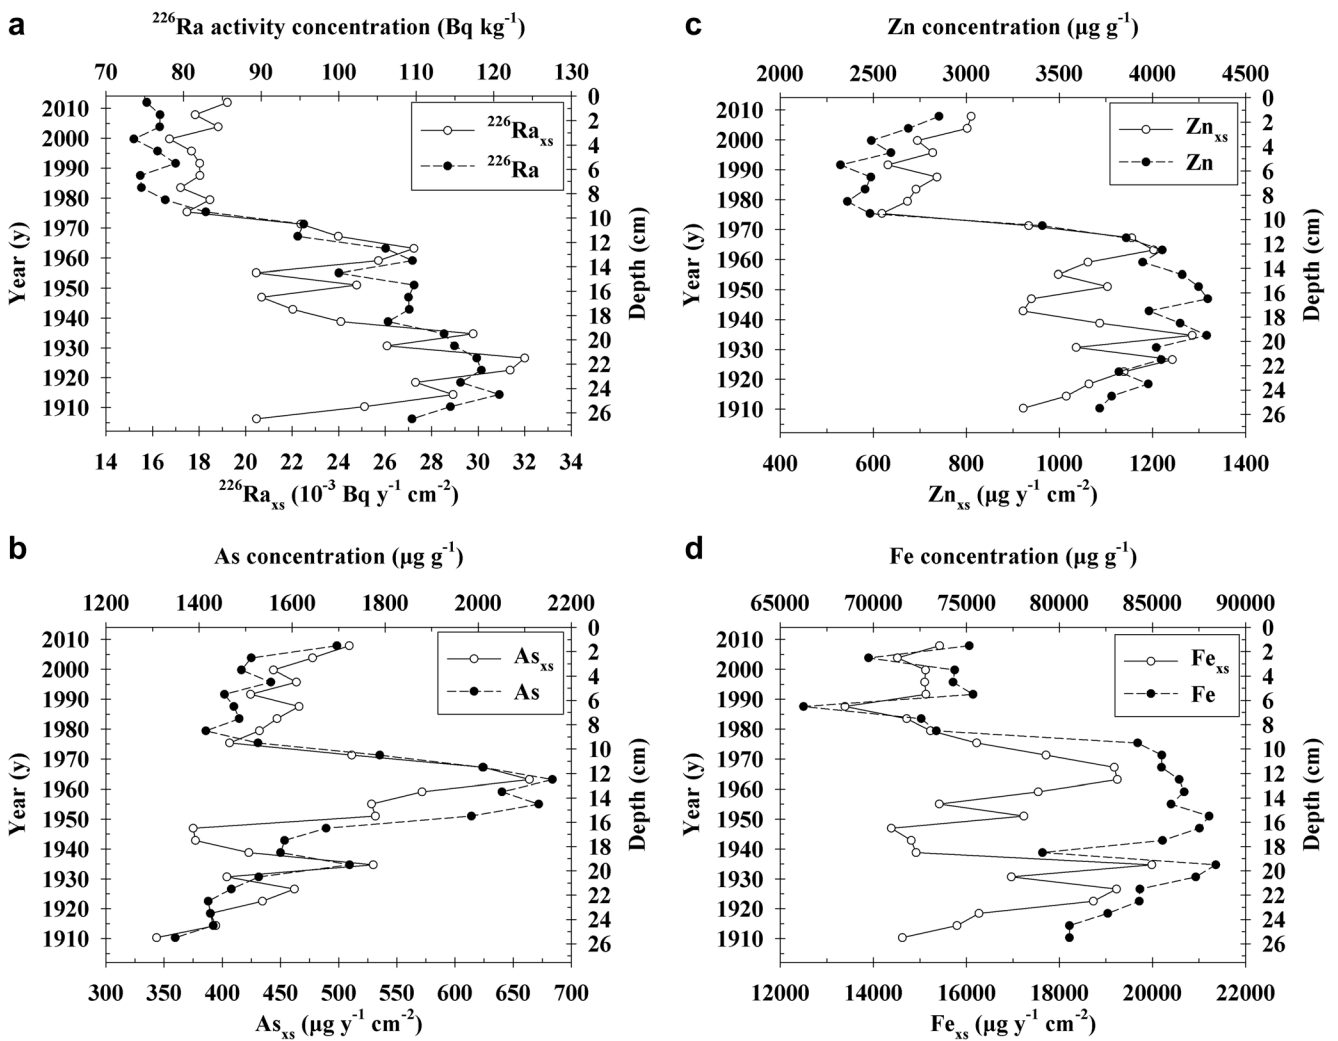 a
²²⁶Ra activity concentration (Bq kg⁻¹)
70 80 90 100 110 120 130
2010 2000 1990 1980 1970 1960 1950 1940 1930 1920 1910
Year (y)
²²⁶Raₓₛ
²²⁶Ra
0 2 4 6 8 10 12 14 16 18 20 22 24 26
Depth (cm)
14 16 18 20 22 24 26 28 30 32 34
²²⁶Raₓₛ (10⁻³ Bq y⁻¹ cm⁻²)
c
Zn concentration (µg g⁻¹)
2000 2500 3000 3500 4000 4500
2010 2000 1990 1980 1970 1960 1950 1940 1930 1920 1910
Year (y)
Znₓₛ
Zn
0 2 4 6 8 10 12 14 16 18 20 22 24 26
Depth (cm)
400 600 800 1000 1200 1400
Znₓₛ (µg y⁻¹ cm⁻²)
b
As concentration (µg g⁻¹)
1200 1400 1600 1800 2000 2200
2010 2000 1990 1980 1970 1960 1950 1940 1930 1920 1910
Year (y)
Asₓₛ
As
0 2 4 6 8 10 12 14 16 18 20 22 24 26
Depth (cm)
300 350 400 450 500 550 600 650 700
Asₓₛ (µg y⁻¹ cm⁻²)
d
Fe concentration (µg g⁻¹)
65000 70000 75000 80000 85000 90000
2010 2000 1990 1980 1970 1960 1950 1940 1930 1920 1910
Year (y)
Feₓₛ
Fe
0 2 4 6 8 10 12 14 16 18 20 22 24 26
Depth (cm)
12000 14000 16000 18000 20000 22000
Feₓₛ (µg y⁻¹ cm⁻²)